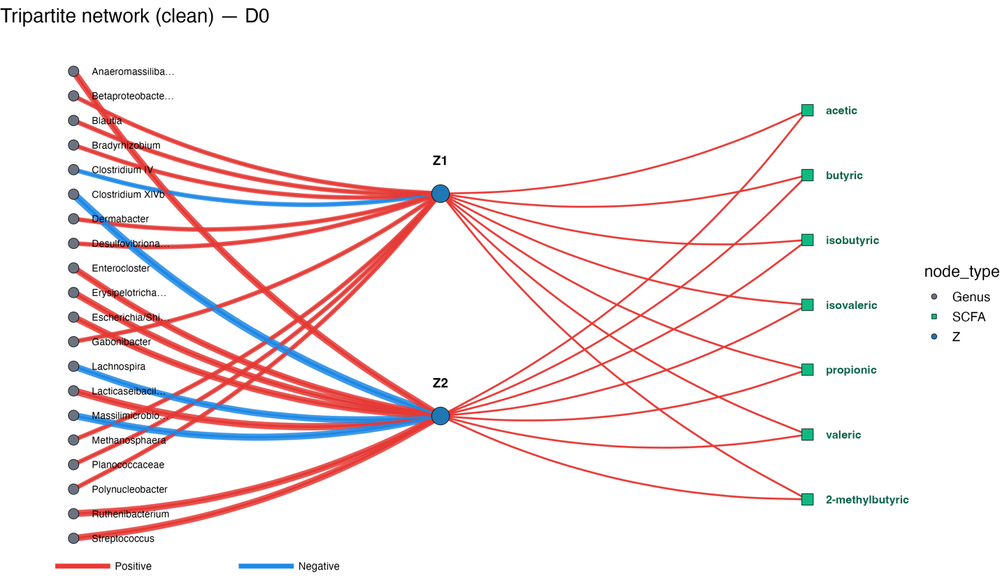 Tripartite network (clean) — D0
Anaeromassiliba…
Betaproteobacte…
Blautia
Bradyrhizobium
Clostridium IV
Clostridium XIVb
Dermabacter
Desulfovibriona…
Enterocloster
Erysipelotricha…
Escherichia/Shi…
Gabonibacter
Lachnospira
Lacticaseibacil…
Massilimicrobio…
Methanosphaera
Planococcaceae
Polynucleobacter
Ruthenibacterium
Streptococcus
Z1
Z2
acetic
butyric
isobutyric
isovaleric
propionic
valeric
2-methylbutyric
node_type
Genus
SCFA
Z
Positive
Negative